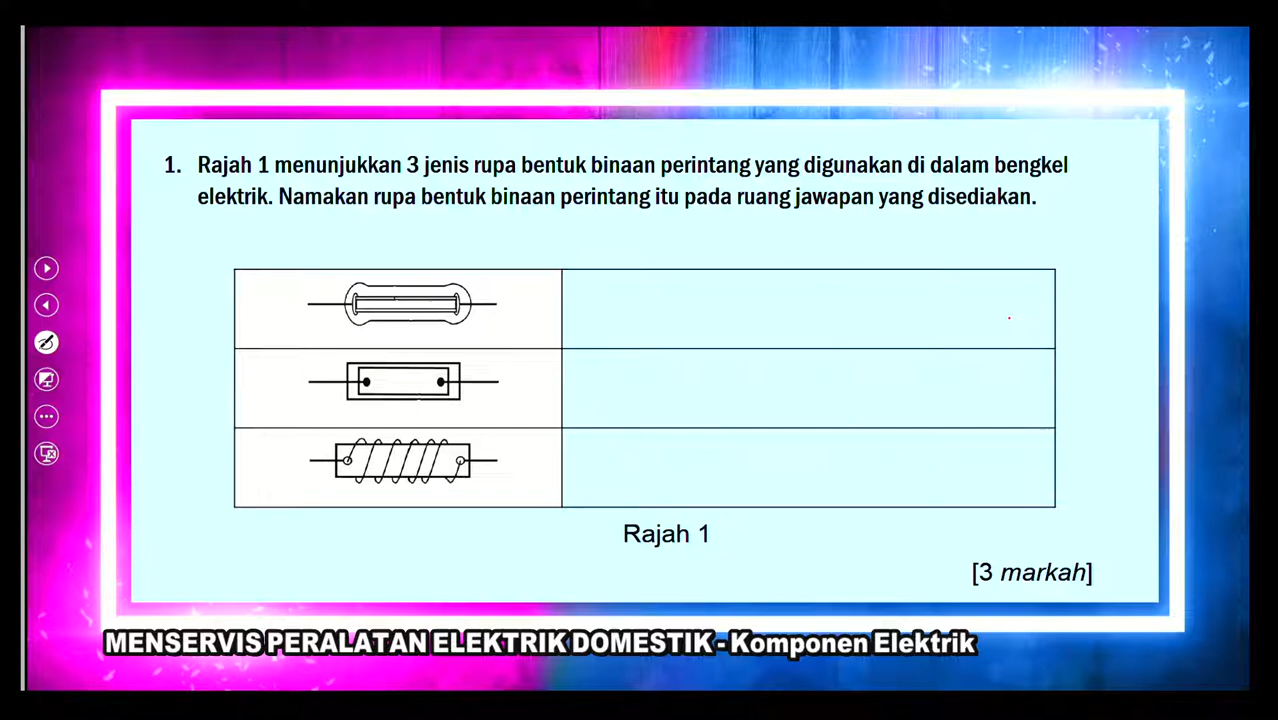 1. Rajah 1 menunjukkan 3 jenis rupa bentuk binaan perintang yang digunakan di dalam bengkel
elektrik. Namakan rupa bentuk binaan perintang itu pada ruang jawapan yang disediakan.
Rajah 1
[3 markah]
MENSERVIS PERALATAN ELEKTRIK DOMESTIK - Komponen Elektrik